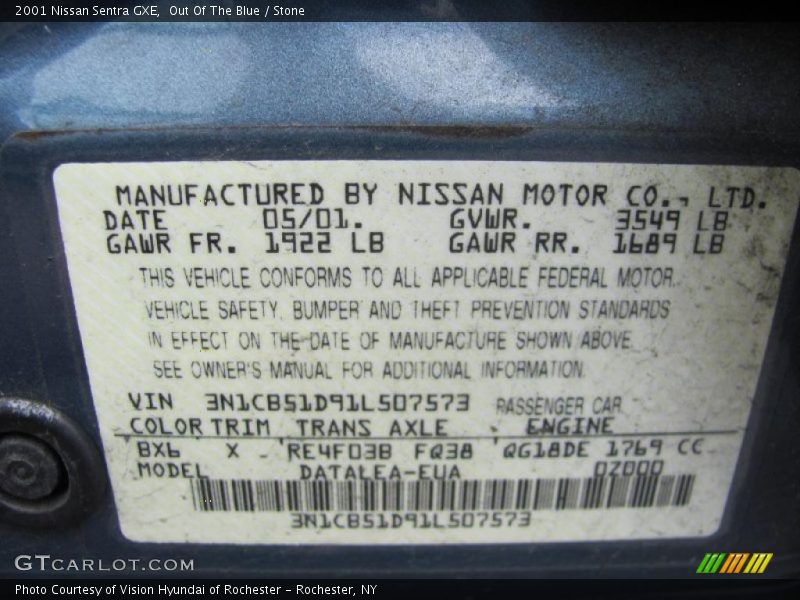 2001 Nissan Sentra GXE,  Out Of The Blue / Stone
MANUFACTURED BY NISSAN MOTOR CO., LTD.
DATE 05/01. GVWR. 3549 LB
GAWR FR. 1922 LB GAWR RR. 1689 LB
THIS VEHICLE CONFORMS TO ALL APPLICABLE FEDERAL MOTOR
VEHICLE SAFETY, BUMPER AND THEFT PREVENTION STANDARDS
IN EFFECT ON THE DATE OF MANUFACTURE SHOWN ABOVE.
SEE OWNER'S MANUAL FOR ADDITIONAL INFORMATION.
VIN 3N1CB51D91L507573 PASSENGER CAR
COLOR TRIM TRANS AXLE ENGINE
BX6 X RE4F03B FQ38 QG18DE 1769 CC
MODEL DATALEA-EUA 0Z000
3N1CB51D91L507573
GTCARLOT.COM
Photo Courtesy of Vision Hyundai of Rochester – Rochester, NY